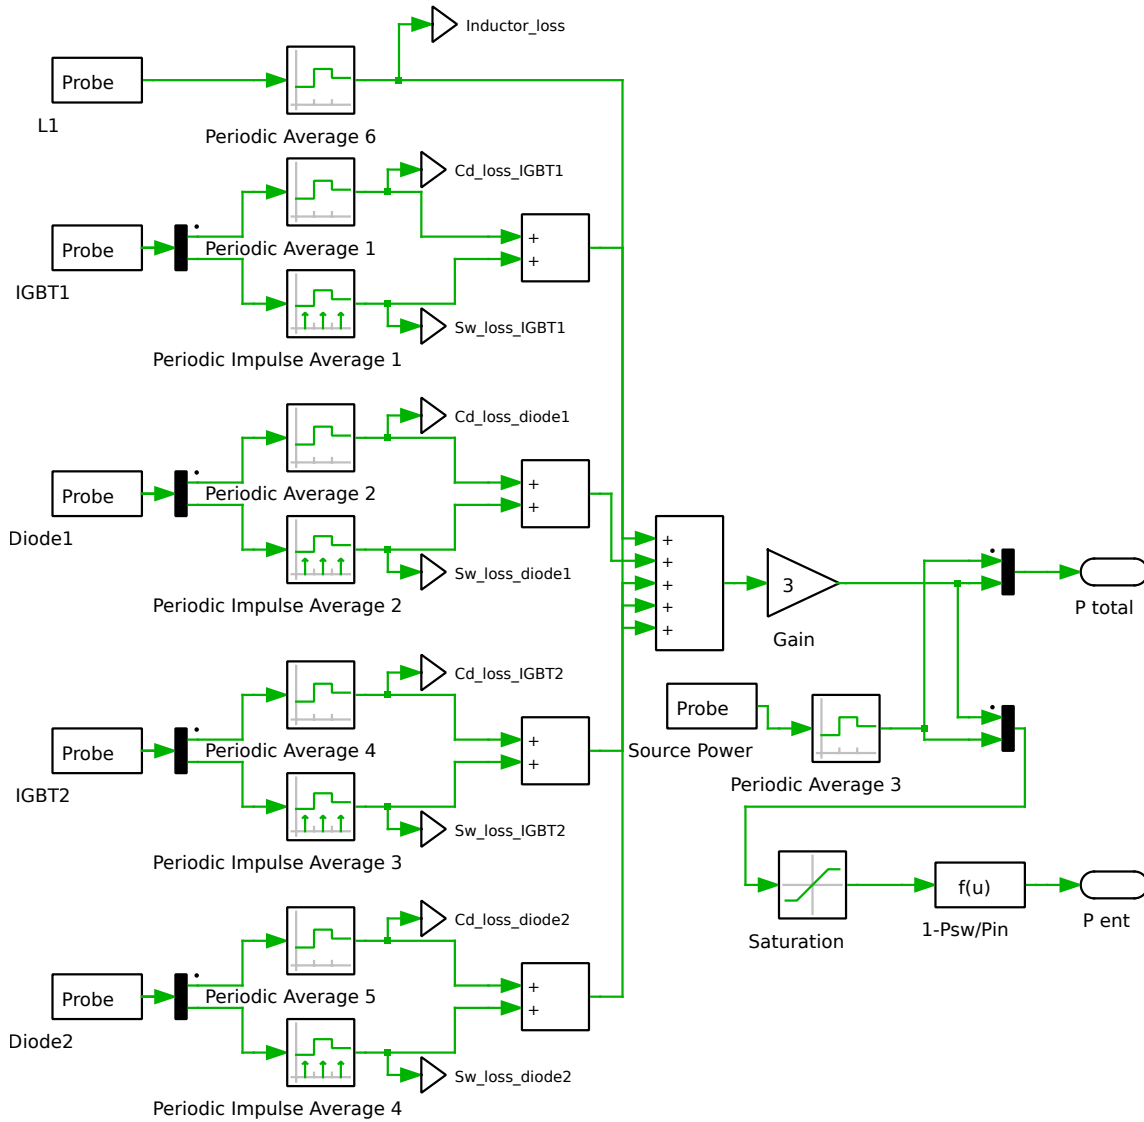 Inductor_loss
Probe
L1
Periodic Average 6
Cd_loss_IGBT1
Probe
IGBT1
Periodic Average 1
+
+
Sw_loss_IGBT1
Periodic Impulse Average 1
Cd_loss_diode1
Probe
Diode1
Periodic Average 2
+
+
Sw_loss_diode1
Periodic Impulse Average 2
+
+
+
+
+
3
Gain
P total
Cd_loss_IGBT2
Probe
IGBT2
Periodic Average 4
+
+
Sw_loss_IGBT2
Periodic Impulse Average 3
Probe
Source Power
Periodic Average 3
Saturation
f(u)
1-Psw/Pin
P ent
Cd_loss_diode2
Probe
Diode2
Periodic Average 5
+
+
Sw_loss_diode2
Periodic Impulse Average 4